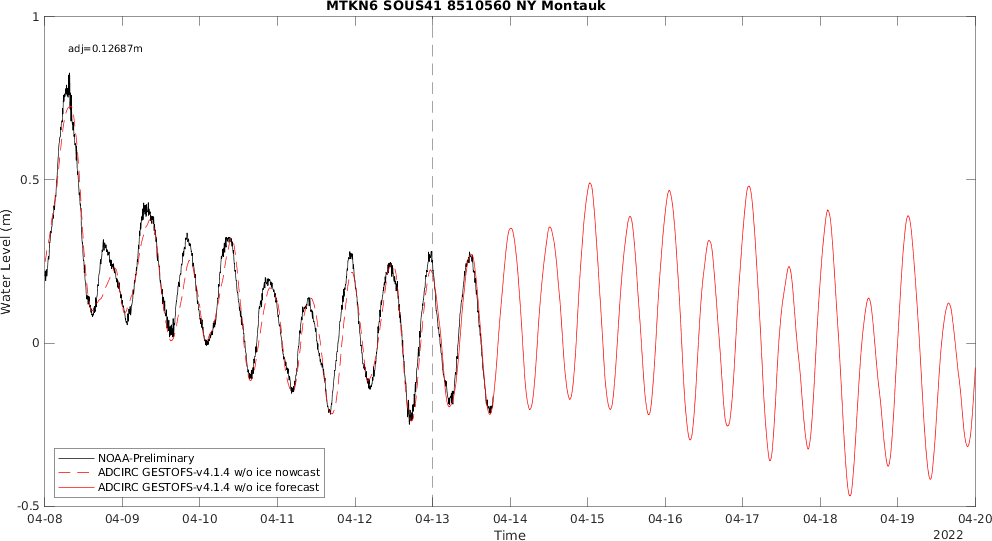 MTKN6 SOUS41 8510560 NY Montauk
1
adj=0.12687m
0.5
Water Level (m)
0
NOAA-Preliminary
ADCIRC GESTOFS-v4.1.4 w/o ice nowcast
ADCIRC GESTOFS-v4.1.4 w/o ice forecast
-0.5
04-08 04-09 04-10 04-11 04-12 04-13 04-14 04-15 04-16 04-17 04-18 04-19 04-20
Time
2022